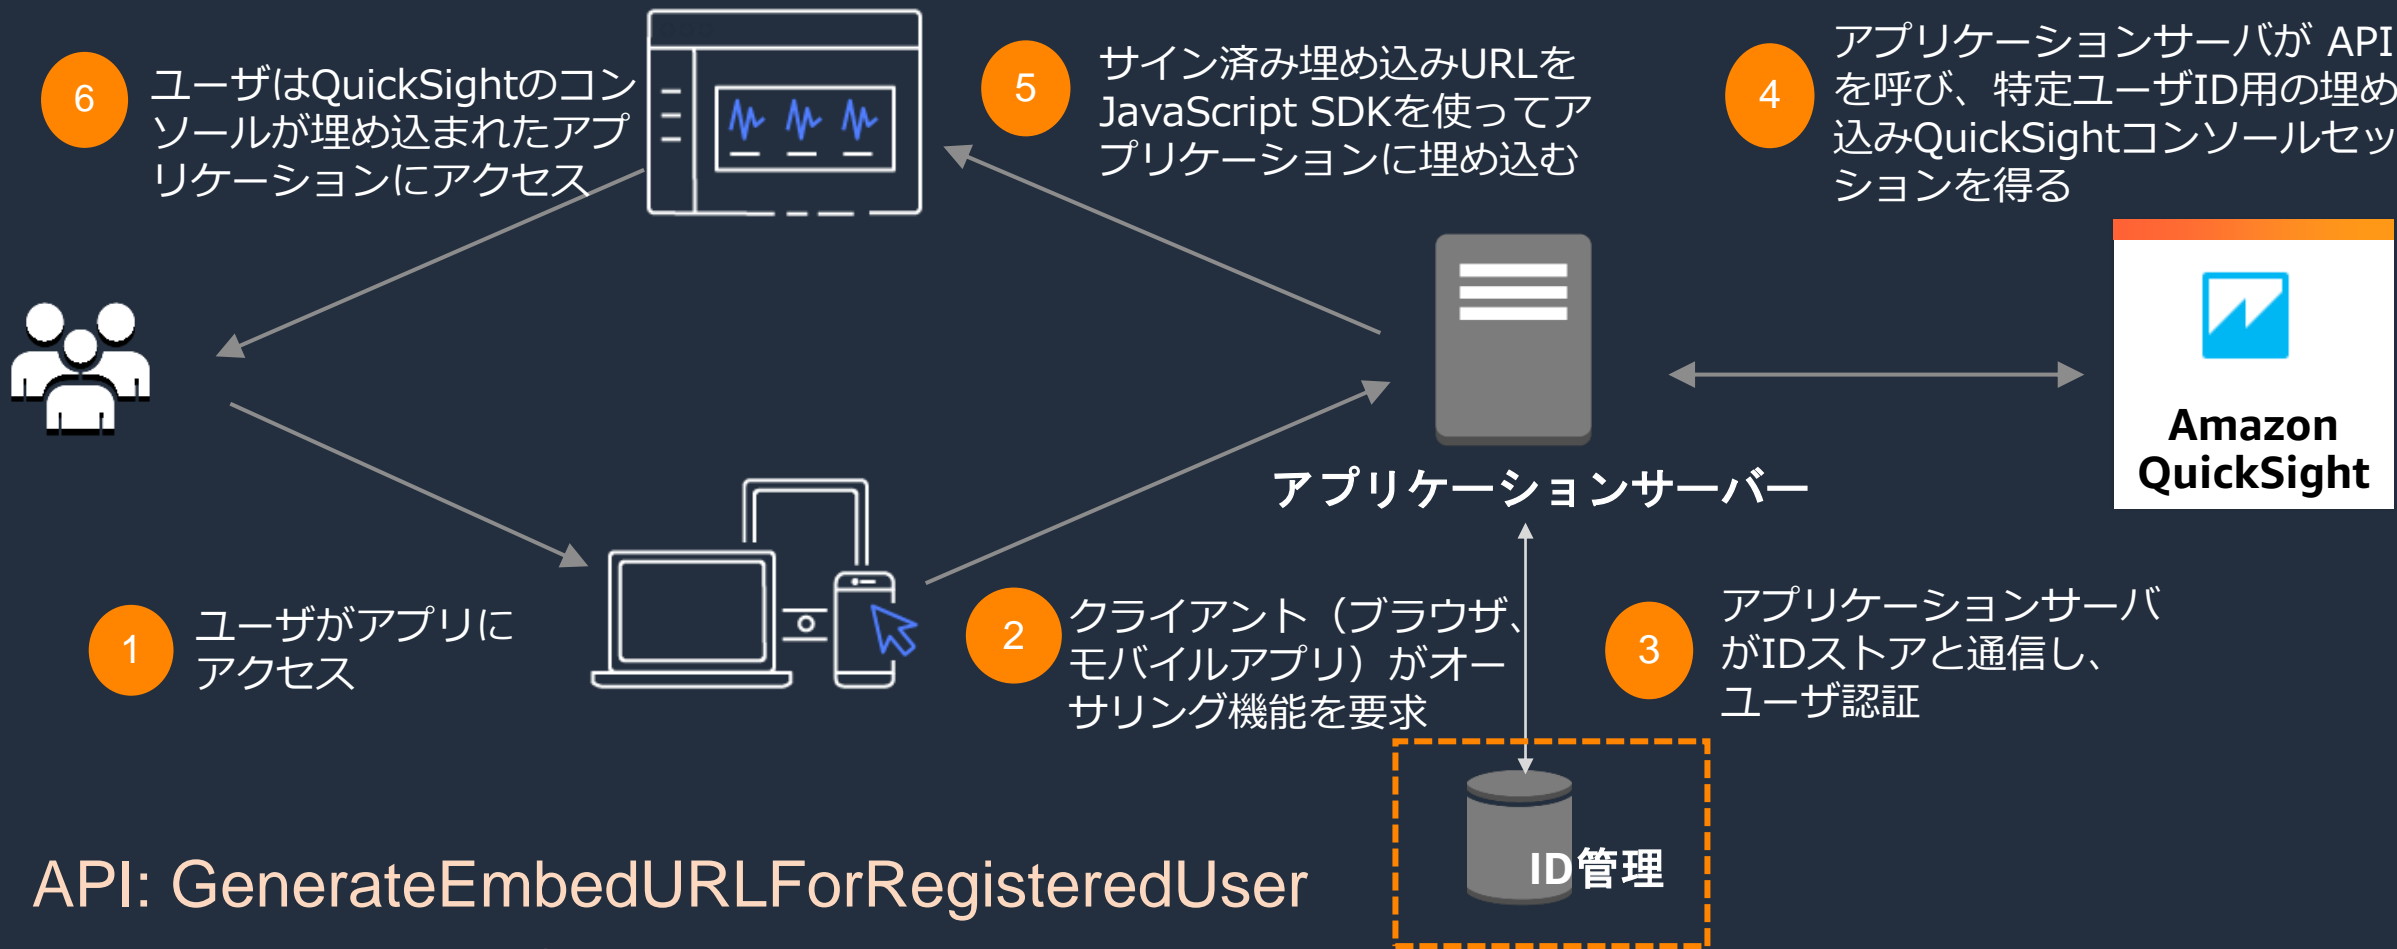 6
ユーザはQuickSightのコン
ソールが埋め込まれたアプ
リケーションにアクセス
5
サイン済み埋め込みURLを
JavaScript SDKを使ってア
プリケーションに埋め込む
4
アプリケーションサーバが API
を呼び、特定ユーザID用の埋め
込みQuickSightコンソールセッ
ションを得る
Amazon
QuickSight
アプリケーションサーバー
1
ユーザがアプリに
アクセス
2
クライアント（ブラウザ、
モバイルアプリ）がオー
サリング機能を要求
3
アプリケーションサーバ
がIDストアと通信し、
ユーザ認証
ID管理
API: GenerateEmbedURLForRegisteredUser